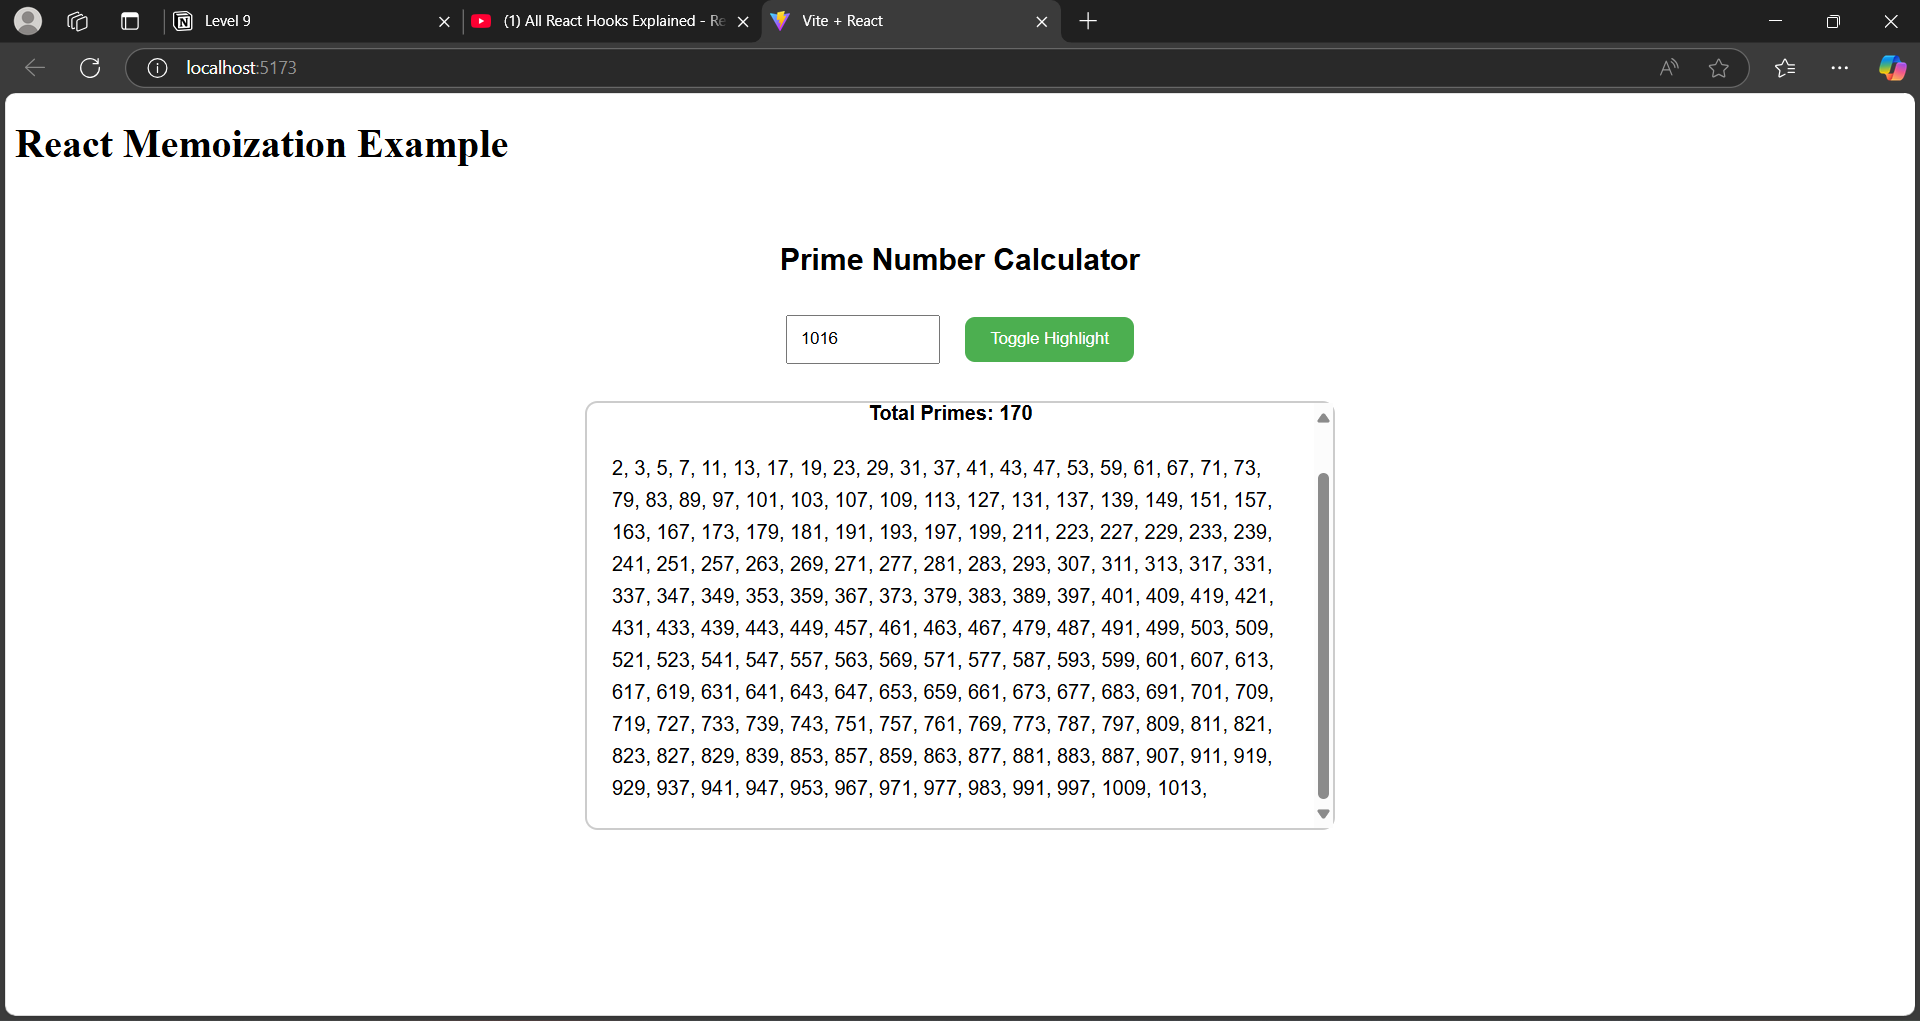 Level 9
(1) All React Hooks Explained - Re
Vite + React
localhost:5173
React Memoization Example
Prime Number Calculator
1016
Toggle Highlight
Total Primes: 170
2, 3, 5, 7, 11, 13, 17, 19, 23, 29, 31, 37, 41, 43, 47, 53, 59, 61, 67, 71, 73,
79, 83, 89, 97, 101, 103, 107, 109, 113, 127, 131, 137, 139, 149, 151, 157,
163, 167, 173, 179, 181, 191, 193, 197, 199, 211, 223, 227, 229, 233, 239,
241, 251, 257, 263, 269, 271, 277, 281, 283, 293, 307, 311, 313, 317, 331,
337, 347, 349, 353, 359, 367, 373, 379, 383, 389, 397, 401, 409, 419, 421,
431, 433, 439, 443, 449, 457, 461, 463, 467, 479, 487, 491, 499, 503, 509,
521, 523, 541, 547, 557, 563, 569, 571, 577, 587, 593, 599, 601, 607, 613,
617, 619, 631, 641, 643, 647, 653, 659, 661, 673, 677, 683, 691, 701, 709,
719, 727, 733, 739, 743, 751, 757, 761, 769, 773, 787, 797, 809, 811, 821,
823, 827, 829, 839, 853, 857, 859, 863, 877, 881, 883, 887, 907, 911, 919,
929, 937, 941, 947, 953, 967, 971, 977, 983, 991, 997, 1009, 1013,